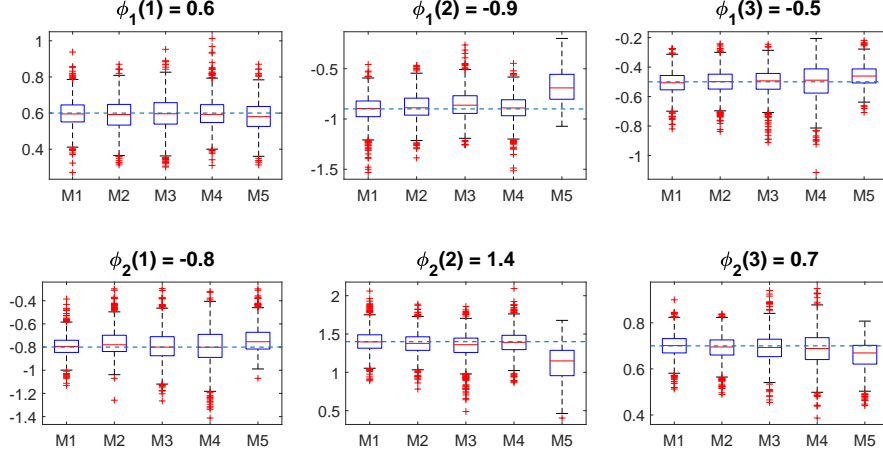 ϕ1(1) = 0.6
ϕ1(2) = -0.9
ϕ1(3) = -0.5
1
0.8
0.6
0.4
M1 M2 M3 M4 M5
-0.5
-1
-1.5
M1 M2 M3 M4 M5
-0.2
-0.4
-0.6
-0.8
-1
M1 M2 M3 M4 M5
ϕ2(1) = -0.8
ϕ2(2) = 1.4
ϕ2(3) = 0.7
-0.4
-0.6
-0.8
-1
-1.2
-1.4
M1 M2 M3 M4 M5
2
1.5
1
0.5
M1 M2 M3 M4 M5
0.8
0.6
0.4
M1 M2 M3 M4 M5